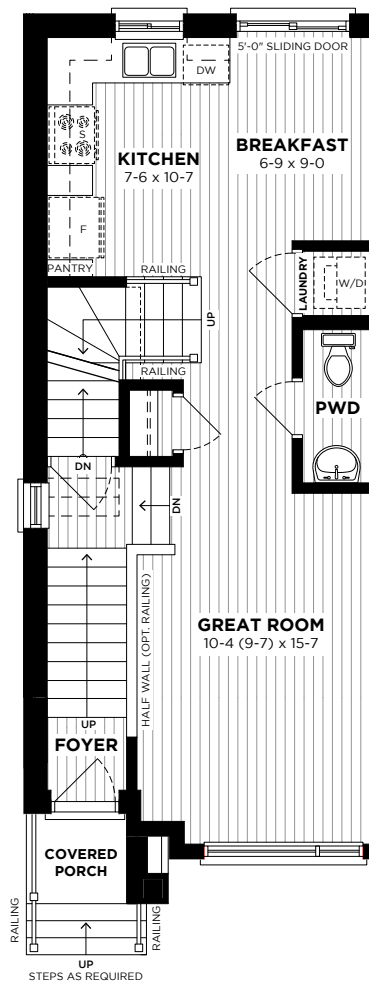 5'-0" SLIDING DOOR
DW
BREAKFAST
6-9 x 9-0
S
KITCHEN
7-6 x 10-7
F
PANTRY
RAILING
LAUNDRY
W/D
UP
RAILING
PWD
DN
DN
HALF WALL (OPT. RAILING)
GREAT ROOM
10-4 (9-7) x 15-7
UP
FOYER
COVERED
PORCH
RAILING
RAILING
UP
STEPS AS REQUIRED